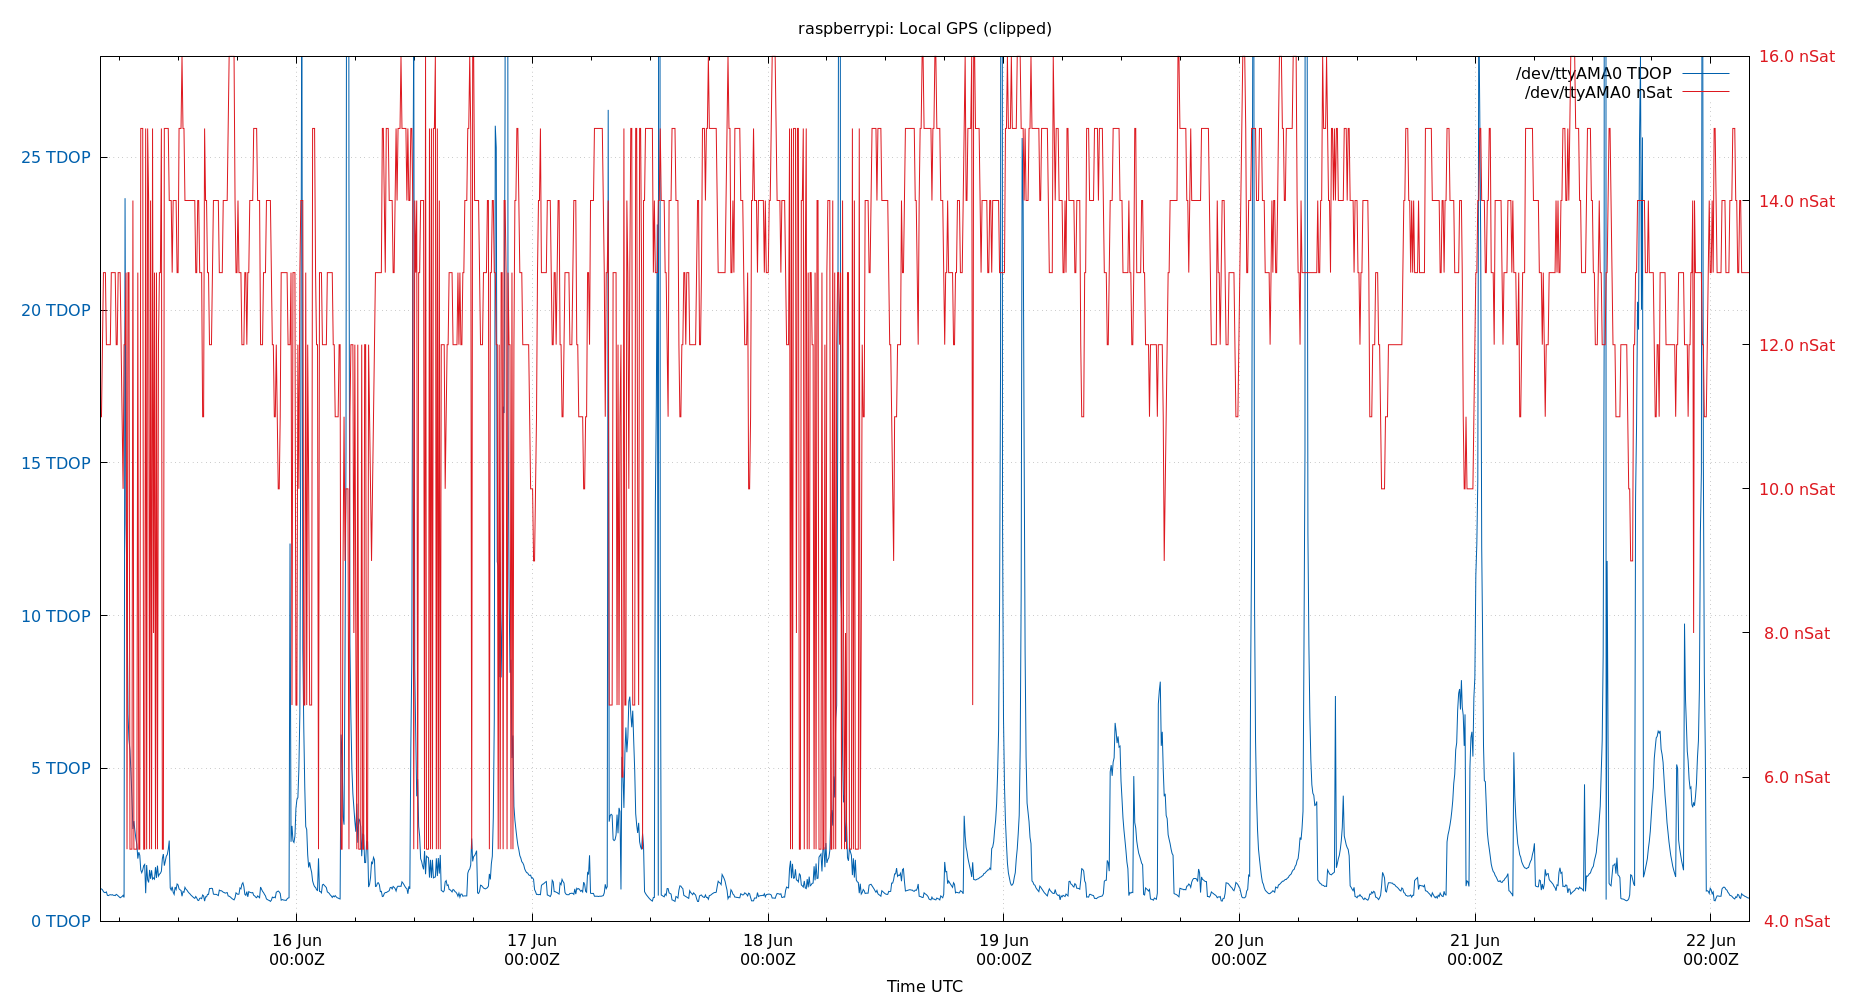 raspberrypi: Local GPS (clipped)
/dev/ttyAMA0 TDOP
/dev/ttyAMA0 nSat
25 TDOP
20 TDOP
15 TDOP
10 TDOP
5 TDOP
0 TDOP
16.0 nSat
14.0 nSat
12.0 nSat
10.0 nSat
8.0 nSat
6.0 nSat
4.0 nSat
16 Jun
00:00Z
17 Jun
00:00Z
18 Jun
00:00Z
19 Jun
00:00Z
20 Jun
00:00Z
21 Jun
00:00Z
22 Jun
00:00Z
Time UTC